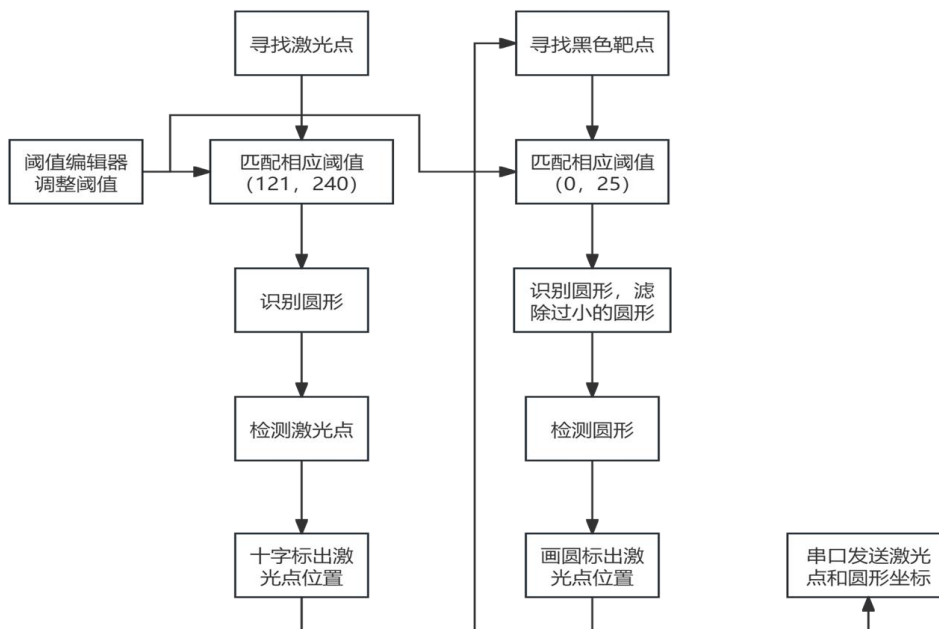 寻找激光点
寻找黑色靶点
阈值编辑器
调整阈值
匹配相应阈值
（121，240）
匹配相应阈值
（0，25）
识别圆形
识别圆形，滤
除过小的圆形
检测激光点
检测圆形
十字标出激
光点位置
画圆标出激
光点位置
串口发送激光
点和圆形坐标